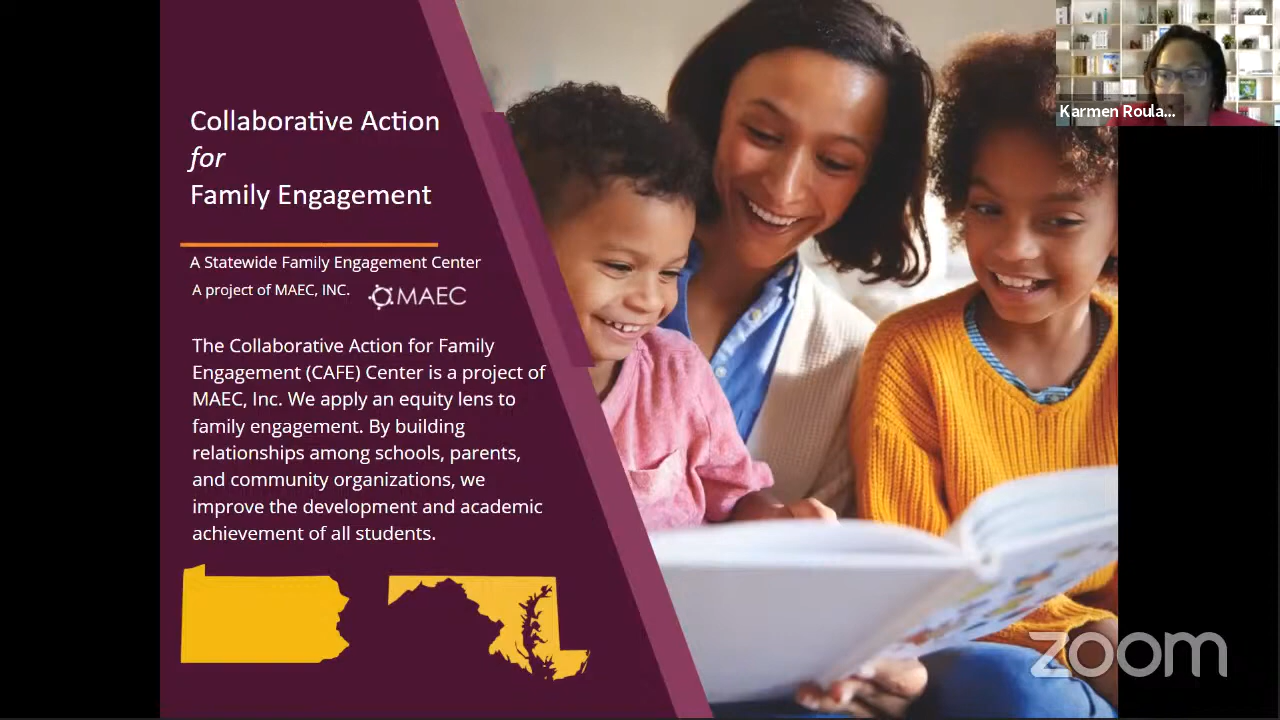 Collaborative Action
for
Family Engagement
A Statewide Family Engagement Center
A project of MAEC, INC.
MAEC
The Collaborative Action for Family
Engagement (CAFE) Center is a project of
MAEC, Inc. We apply an equity lens to
family engagement. By building
relationships among schools, parents,
and community organizations, we
improve the development and academic
achievement of all students.
Karmen Roula...
zoom